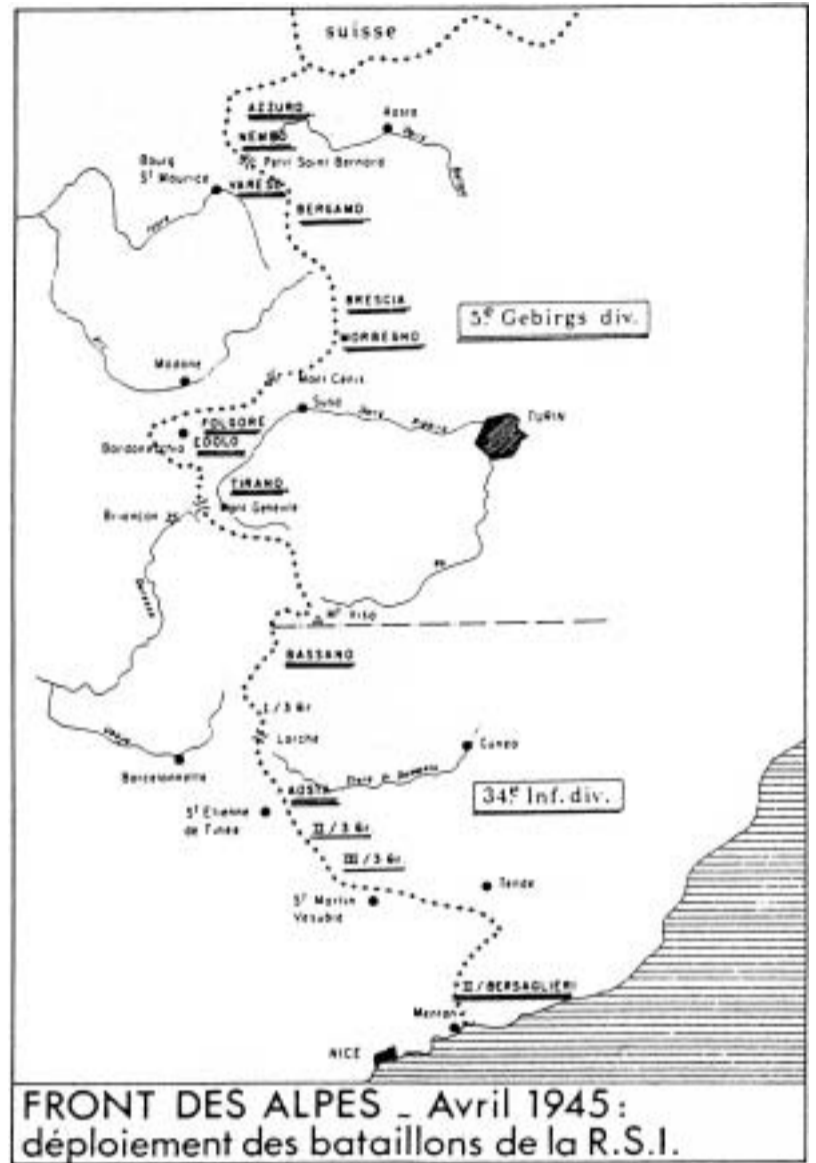 suisse
AZZURO
Aosta
NEMBO
Petit Saint Bernard
Bourg
Sᵗ Maurice
VARESE
BERGAMO
BRESCIA
5ᵉ Gebirgs div.
MORBEGNO
Modane
Mont Cenis
Suse
TURIN
FOLGORE
Bardonecchia
EDOLO
TIRANO
Mont Genèvre
Briançon
Durance
Po
Mᵗ Viso
BASSANO
I/3 Gr
Larche
Cuneo
Barcelonnette
AOSTA
34ᵉ Inf. div.
Sᵗ Etienne
de Tinée
II/3 Gr.
III/3 Gr.
Tende
Sᵗ Martin
Vésubie
II/BERSAGLIERI
Menton
NICE
FRONT DES ALPES _ Avril 1945:
déploiement des bataillons de la R.S.I.